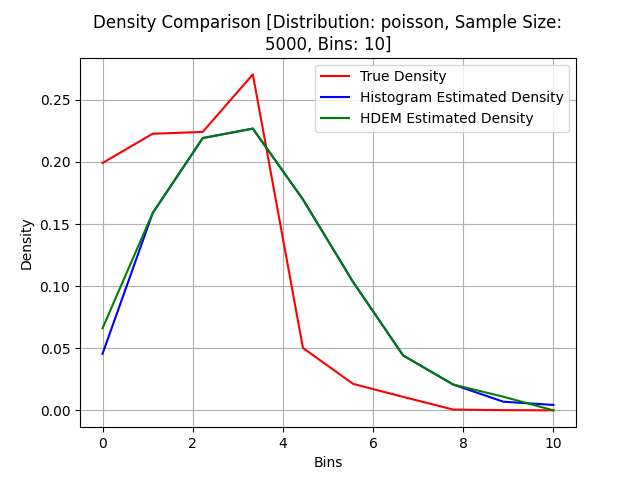 Density Comparison [Distribution: poisson, Sample Size:
5000, Bins: 10]
True Density
Histogram Estimated Density
HDEM Estimated Density
Density
0.25
0.20
0.15
0.10
0.05
0.00
0 2 4 6 8 10
Bins